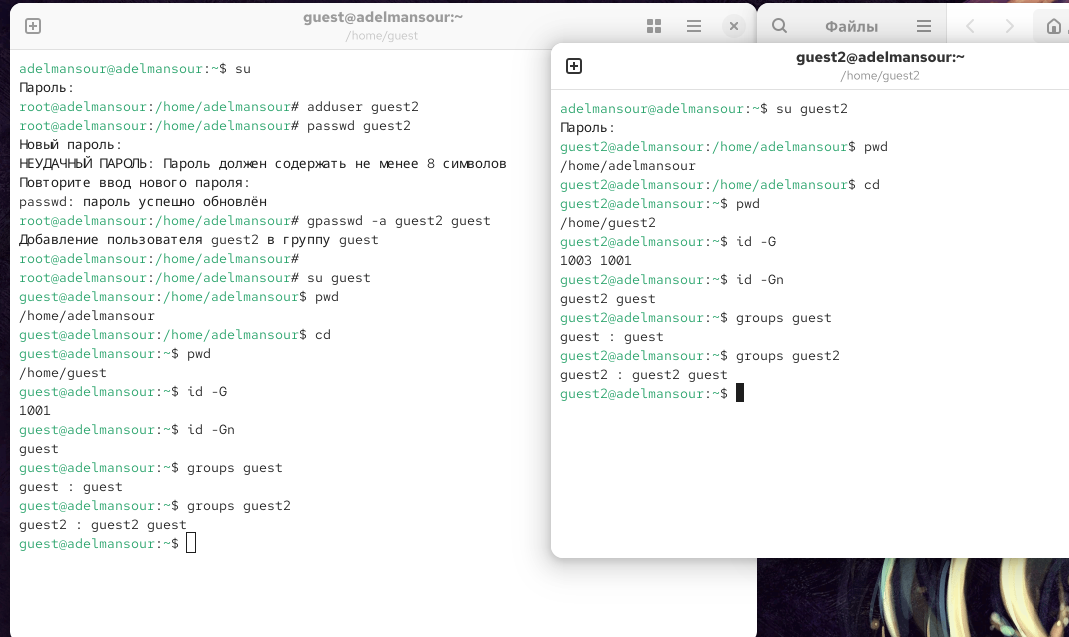 guest@adelmansour:~
/home/guest
adelmansour@adelmansour:~$ su
Пароль:
root@adelmansour:/home/adelmansour# adduser guest2
root@adelmansour:/home/adelmansour# passwd guest2
Новый пароль:
НЕУДАЧНЫЙ ПАРОЛЬ: Пароль должен содержать не менее 8 символов
Повторите ввод нового пароля:
passwd: пароль успешно обновлён
root@adelmansour:/home/adelmansour# gpasswd -a guest2 guest
Добавление пользователя guest2 в группу guest
root@adelmansour:/home/adelmansour#
root@adelmansour:/home/adelmansour# su guest
guest@adelmansour:/home/adelmansour$ pwd
/home/adelmansour
guest@adelmansour:/home/adelmansour$ cd
guest@adelmansour:~$ pwd
/home/guest
guest@adelmansour:~$ id -G
1001
guest@adelmansour:~$ id -Gn
guest
guest@adelmansour:~$ groups guest
guest : guest
guest@adelmansour:~$ groups guest2
guest2 : guest2 guest
guest@adelmansour:~$
Файлы
guest2@adelmansour:~
/home/guest2
adelmansour@adelmansour:~$ su guest2
Пароль:
guest2@adelmansour:/home/adelmansour$ pwd
/home/adelmansour
guest2@adelmansour:/home/adelmansour$ cd
guest2@adelmansour:~$ pwd
/home/guest2
guest2@adelmansour:~$ id -G
1003 1001
guest2@adelmansour:~$ id -Gn
guest2 guest
guest2@adelmansour:~$ groups guest
guest : guest
guest2@adelmansour:~$ groups guest2
guest2 : guest2 guest
guest2@adelmansour:~$